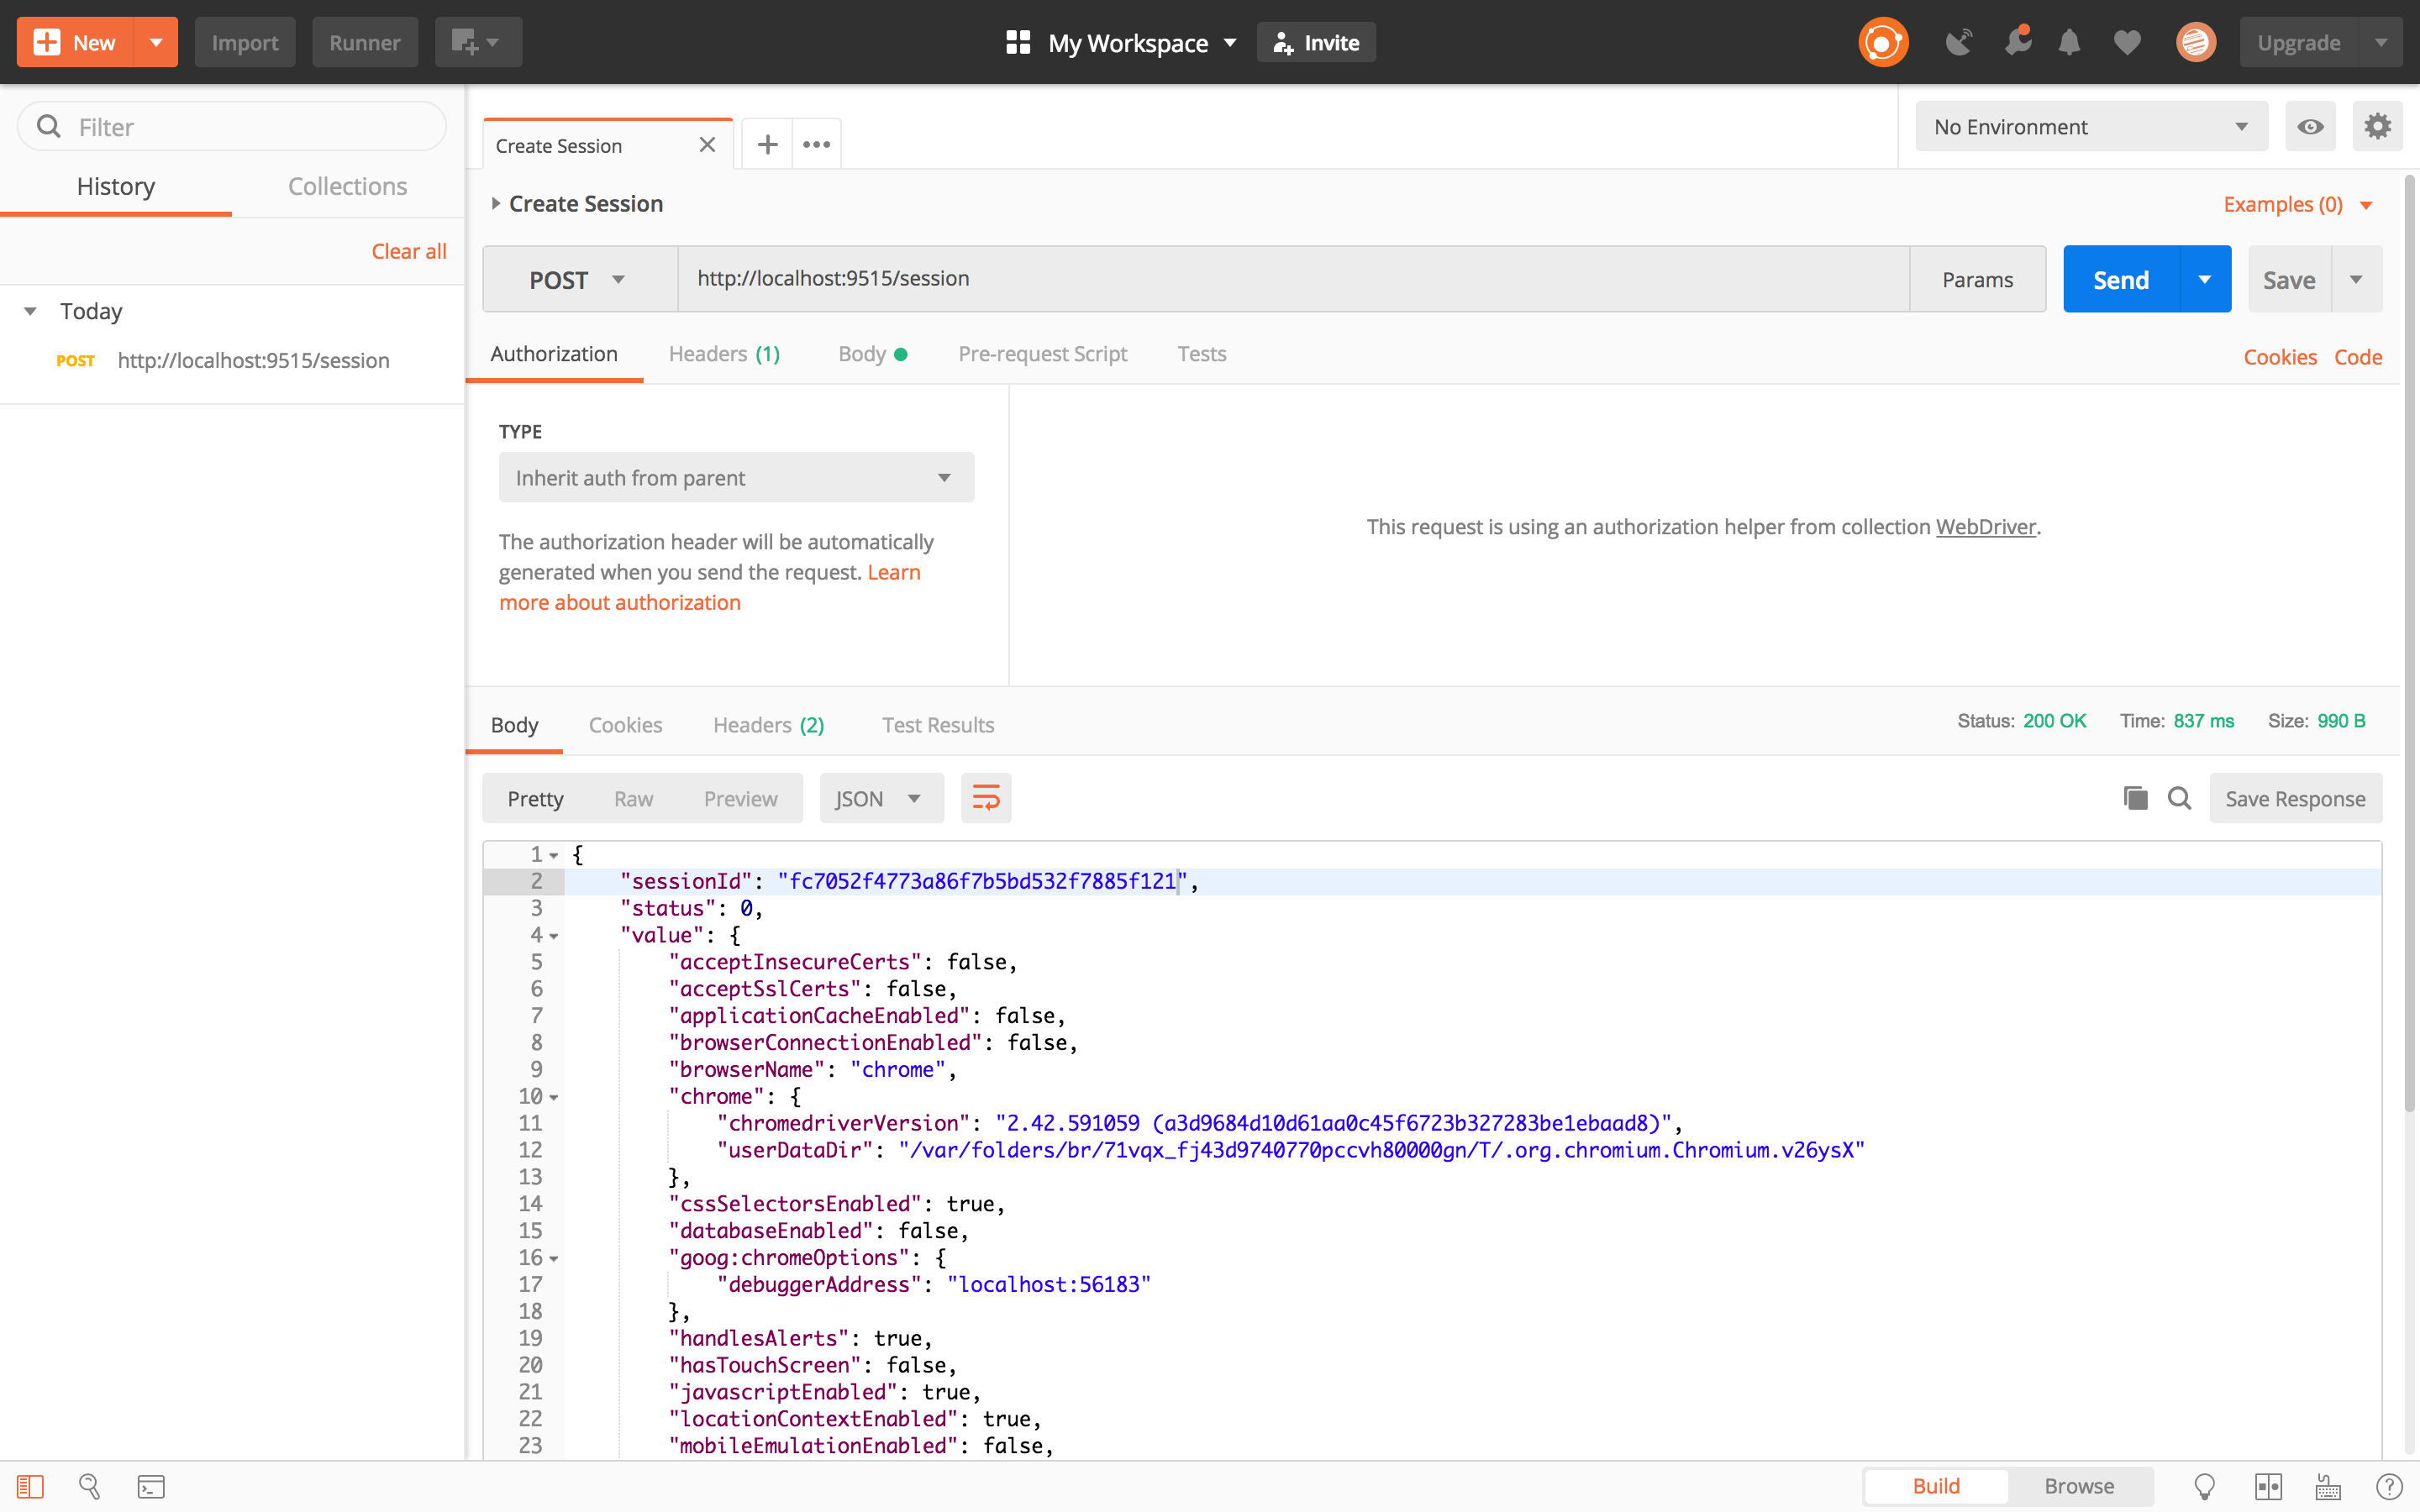 New
Import
Runner
My Workspace
Invite
Upgrade
Filter
History
Collections
Clear all
Today
POST http://localhost:9515/session
Create Session
No Environment
Create Session
Examples (0)
POST
http://localhost:9515/session
Params
Send
Save
Authorization
Headers (1)
Body
Pre-request Script
Tests
Cookies
Code
TYPE
Inherit auth from parent
The authorization header will be automatically
generated when you send the request. Learn
more about authorization
This request is using an authorization helper from collection WebDriver.
Body
Cookies
Headers (2)
Test Results
Status: 200 OK
Time: 837 ms
Size: 990 B
Pretty
Raw
Preview
JSON
Save Response
1 {
2 "sessionId": "fc7052f4773a86f7b5bd532f7885f121",
3 "status": 0,
4 "value": {
5 "acceptInsecureCerts": false,
6 "acceptSslCerts": false,
7 "applicationCacheEnabled": false,
8 "browserConnectionEnabled": false,
9 "browserName": "chrome",
10 "chrome": {
11 "chromedriverVersion": "2.42.591059 (a3d9684d10d61aa0c45f6723b327283be1ebaad8)",
12 "userDataDir": "/var/folders/br/71vqx_fj43d9740770pccvh80000gn/T/.org.chromium.Chromium.v26ysX"
13 },
14 "cssSelectorsEnabled": true,
15 "databaseEnabled": false,
16 "goog:chromeOptions": {
17 "debuggerAddress": "localhost:56183"
18 },
19 "handlesAlerts": true,
20 "hasTouchScreen": false,
21 "javascriptEnabled": true,
22 "locationContextEnabled": true,
23 "mobileEmulationEnabled": false,
Build
Browse